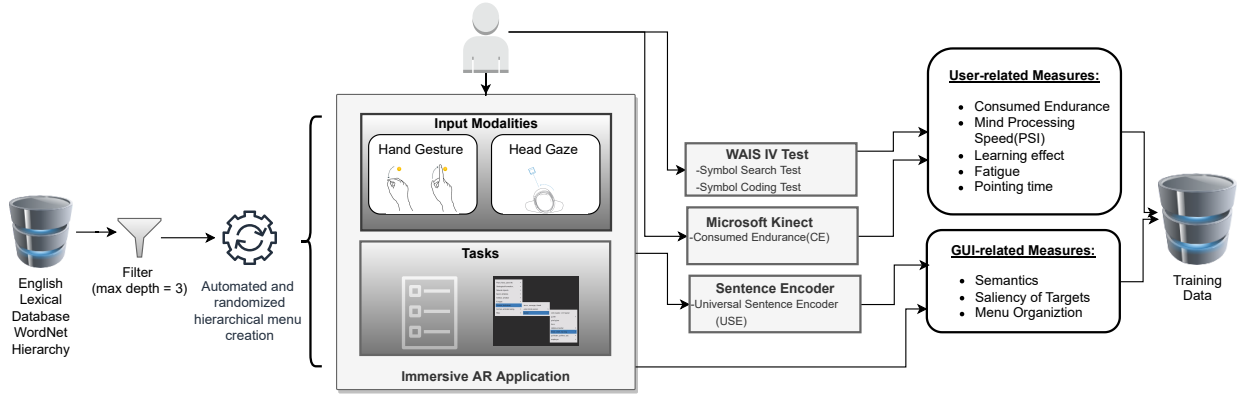 English
Lexical
Database
WordNet
Hierarchy
Filter
(max depth = 3)
Automated and
randomized
hierarchical menu
creation
Input Modalities
Hand Gesture
Head Gaze
Tasks
Immersive AR Application
WAIS IV Test
-Symbol Search Test
-Symbol Coding Test
Microsoft Kinect
-Consumed Endurance(CE)
Sentence Encoder
-Universal Sentence Encoder
(USE)
User-related Measures:
• Consumed Endurance
• Mind Processing
Speed(PSI)
• Learning effect
• Fatigue
• Pointing time
GUI-related Measures:
• Semantics
• Saliency of Targets
• Menu Organiztion
Training
Data